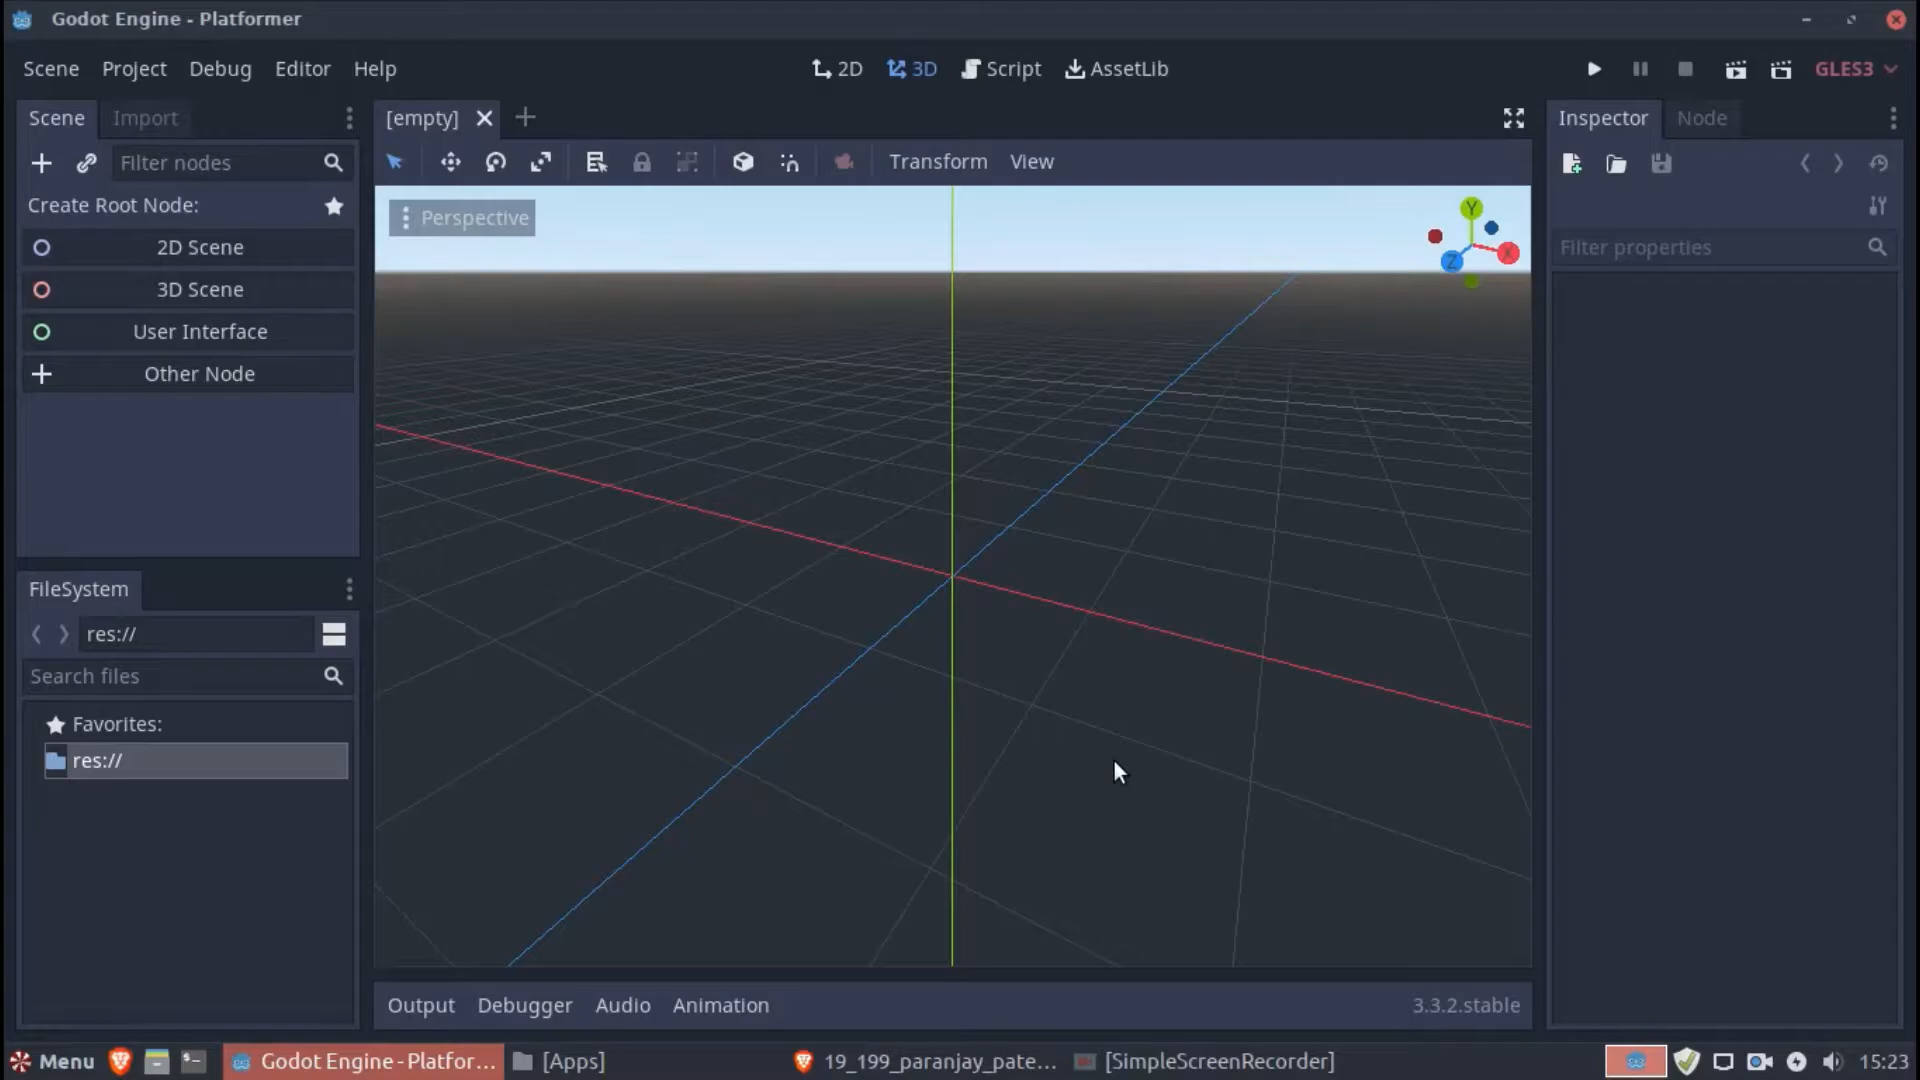 Godot Engine - Platformer
Scene Project Debug Editor Help
2D 3D Script AssetLib
GLES3
Scene Import
[empty]
Inspector Node
Filter nodes
Transform View
Create Root Node:
2D Scene
3D Scene
User Interface
Other Node
Perspective
Y
X
Z
Filter properties
FileSystem
res://
Search files
Favorites:
res://
Output Debugger Audio Animation
3.3.2.stable
Menu
Godot Engine - Platfor...
[Apps]
19_199_paranjay_pate...
[SimpleScreenRecorder]
15:23